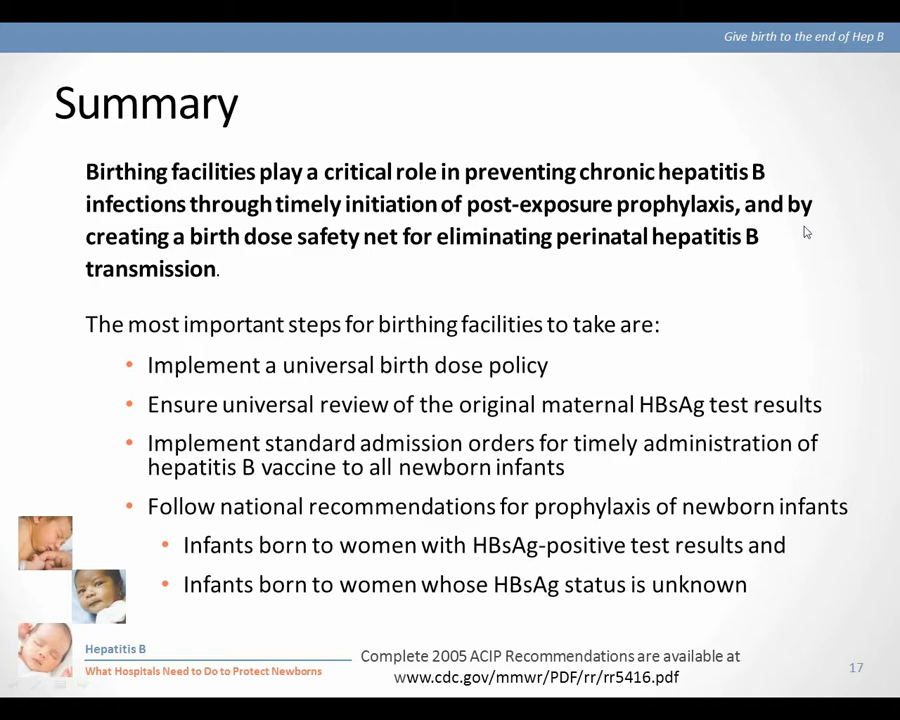 Give birth to the end of Hep B
Summary
Birthing facilities play a critical role in preventing chronic hepatitis B
infections through timely initiation of post-exposure prophylaxis, and by
creating a birth dose safety net for eliminating perinatal hepatitis B
transmission.
The most important steps for birthing facilities to take are:
• Implement a universal birth dose policy
• Ensure universal review of the original maternal HBsAg test results
• Implement standard admission orders for timely administration of
hepatitis B vaccine to all newborn infants
• Follow national recommendations for prophylaxis of newborn infants
• Infants born to women with HBsAg-positive test results and
• Infants born to women whose HBsAg status is unknown
Hepatitis B
What Hospitals Need to Do to Protect Newborns
Complete 2005 ACIP Recommendations are available at
www.cdc.gov/mmwr/PDF/rr/rr5416.pdf
17